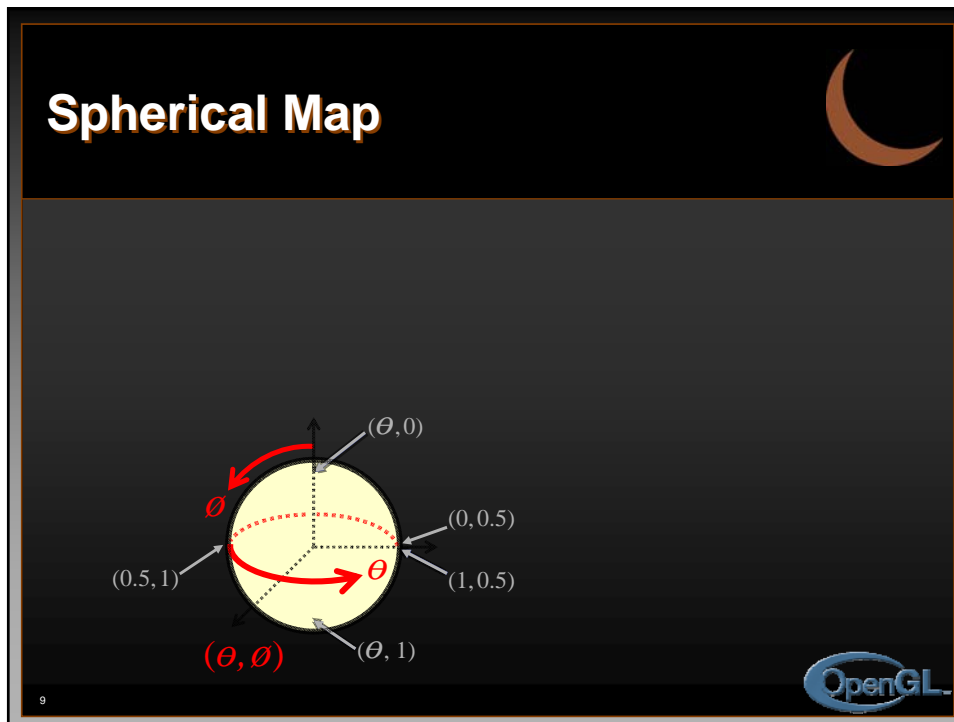 Spherical Map
(θ,0)
Ø
(0,0.5)
θ
(0.5,1)
(1,0.5)
(θ,Ø)
(θ, 1)
9
OpenGL